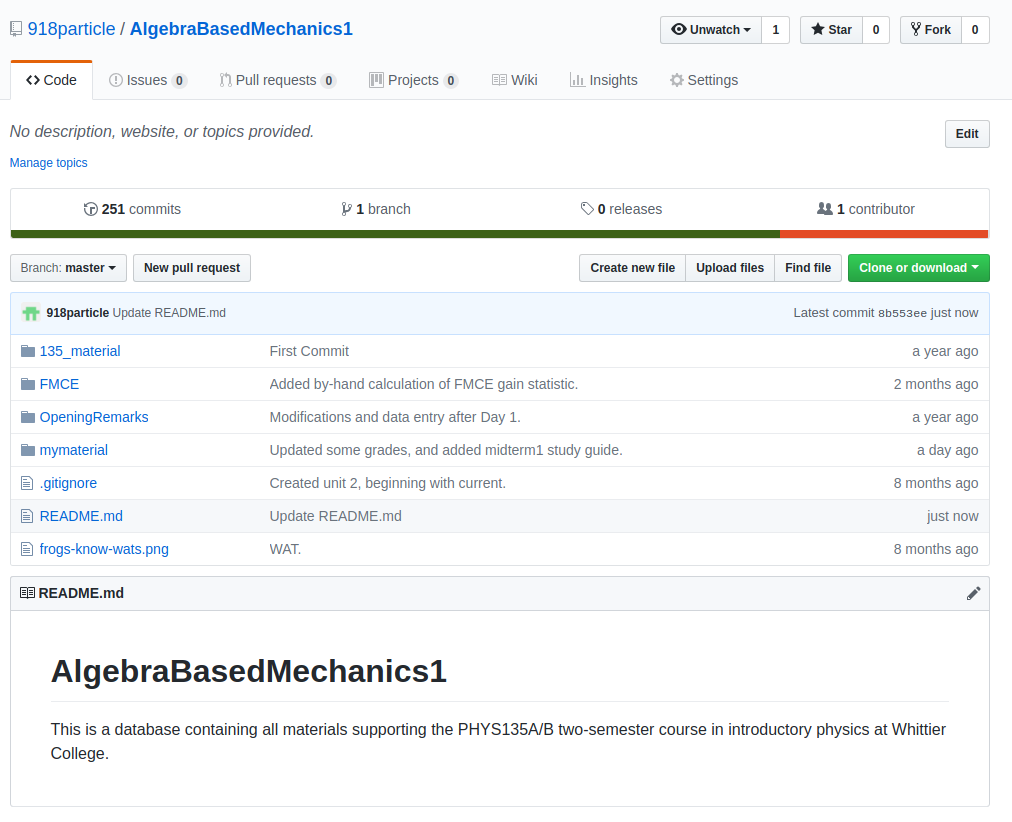 918particle / AlgebraBasedMechanics1
Unwatch 1 Star 0 Fork 0
Code Issues 0 Pull requests 0 Projects 0 Wiki Insights Settings
No description, website, or topics provided. Edit
Manage topics
251 commits 1 branch 0 releases 1 contributor
Branch: master New pull request Create new file Upload files Find file Clone or download
918particle Update README.md Latest commit 8b553ee just now
135_material First Commit a year ago
FMCE Added by-hand calculation of FMCE gain statistic. 2 months ago
OpeningRemarks Modifications and data entry after Day 1. a year ago
mymaterial Updated some grades, and added midterm1 study guide. a day ago
.gitignore Created unit 2, beginning with current. 8 months ago
README.md Update README.md just now
frogs-know-wats.png WAT. 8 months ago
README.md
AlgebraBasedMechanics1
This is a database containing all materials supporting the PHYS135A/B two-semester course in introductory physics at Whittier
College.